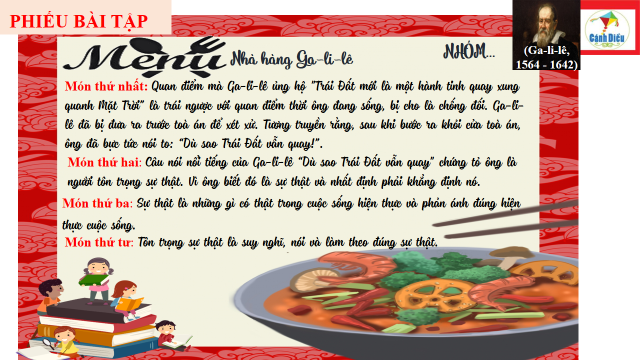 PHIẾU BÀI TẬP
Menu
Nhà hàng Ga-li-lê
NHÓM...
(Ga-li-lê,
1564 - 1642)
Cánh Diều
Món thứ nhất: Quan điểm mà Ga-li-lê ủng hộ "Trái Đất mới là một hành tinh quay xung
quanh Mặt Trời" là trái ngược với quan điểm thời ông đang sống, bị cho là chống đối. Ga-li-
lê đã bị đưa ra trước toà án để xét xử. Tương truyền rằng, sau khi bước ra khỏi cửa toà án,
ông đã bực tức nói to: "Dù sao Trái Đất vẫn quay!".
Món thứ hai: Câu nói nổi tiếng của Ga-li-lê "Dù sao Trái Đất vẫn quay" chứng tỏ ông là
người tôn trọng sự thật. Vì ông biết đó là sự thật và nhất định phải khẳng định nó.
Món thứ ba: Sự thật là những gì có thật trong cuộc sống hiện thực và phản ánh đúng hiện
thực cuộc sống.
Món thứ tư: Tôn trọng sự thật là suy nghĩ, nói và làm theo đúng sự thật.